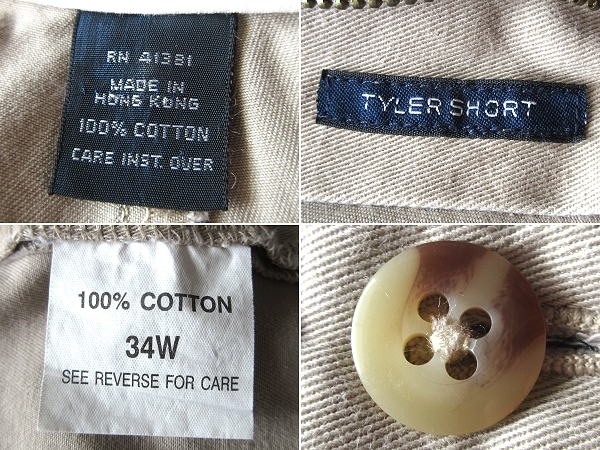 RN 41381
MADE IN
HONG KONG
100% COTTON
CARE INST. OVER
TYLER SHORT
100% COTTON
34W
SEE REVERSE FOR CARE